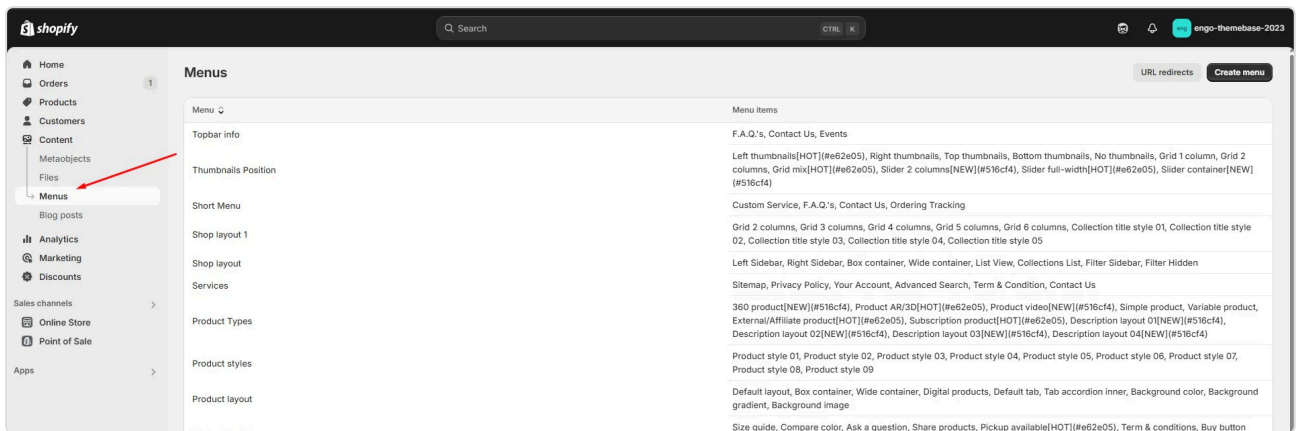 shopify
Search
CTRL K
eng
engo-themebase-2023
Home
Orders 1
Products
Customers
Content
Metaobjects
Files
Menus
Blog posts
Analytics
Marketing
Discounts
Sales channels
Online Store
Point of Sale
Apps
Menus
URL redirects
Create menu
Menu
Menu items
Topbar info
F.A.Q.'s, Contact Us, Events
Thumbnails Position
Left thumbnails[HOT](#e62e05), Right thumbnails, Top thumbnails, Bottom thumbnails, No thumbnails, Grid 1 column, Grid 2
columns, Grid mix[HOT](#e62e05), Slider 2 columns[NEW](#516cf4), Slider full-width[HOT](#e62e05), Slider container[NEW]
(#516cf4)
Short Menu
Custom Service, F.A.Q.'s, Contact Us, Ordering Tracking
Shop layout 1
Grid 2 columns, Grid 3 columns, Grid 4 columns, Grid 5 columns, Grid 6 columns, Collection title style 01, Collection title style
02, Collection title style 03, Collection title style 04, Collection title style 05
Shop layout
Left Sidebar, Right Sidebar, Box container, Wide container, List View, Collections List, Filter Sidebar, Filter Hidden
Services
Sitemap, Privacy Policy, Your Account, Advanced Search, Term & Condition, Contact Us
Product Types
360 product[NEW](#516cf4), Product AR/3D[HOT](#e62e05), Product video[NEW](#516cf4), Simple product, Variable product,
External/Affiliate product[HOT](#e62e05), Subscription product[HOT](#e62e05), Description layout 01[NEW](#516cf4),
Description layout 02[NEW](#516cf4), Description layout 03[NEW](#516cf4), Description layout 04[NEW](#516cf4)
Product styles
Product style 01, Product style 02, Product style 03, Product style 04, Product style 05, Product style 06, Product style 07,
Product style 08, Product style 09
Product layout
Default layout, Box container, Wide container, Digital products, Default tab, Tab accordion inner, Background color, Background
gradient, Background image
Size guide, Compare color, Ask a question, Share products, Pickup available[HOT](#e62e05), Term & conditions, Buy button